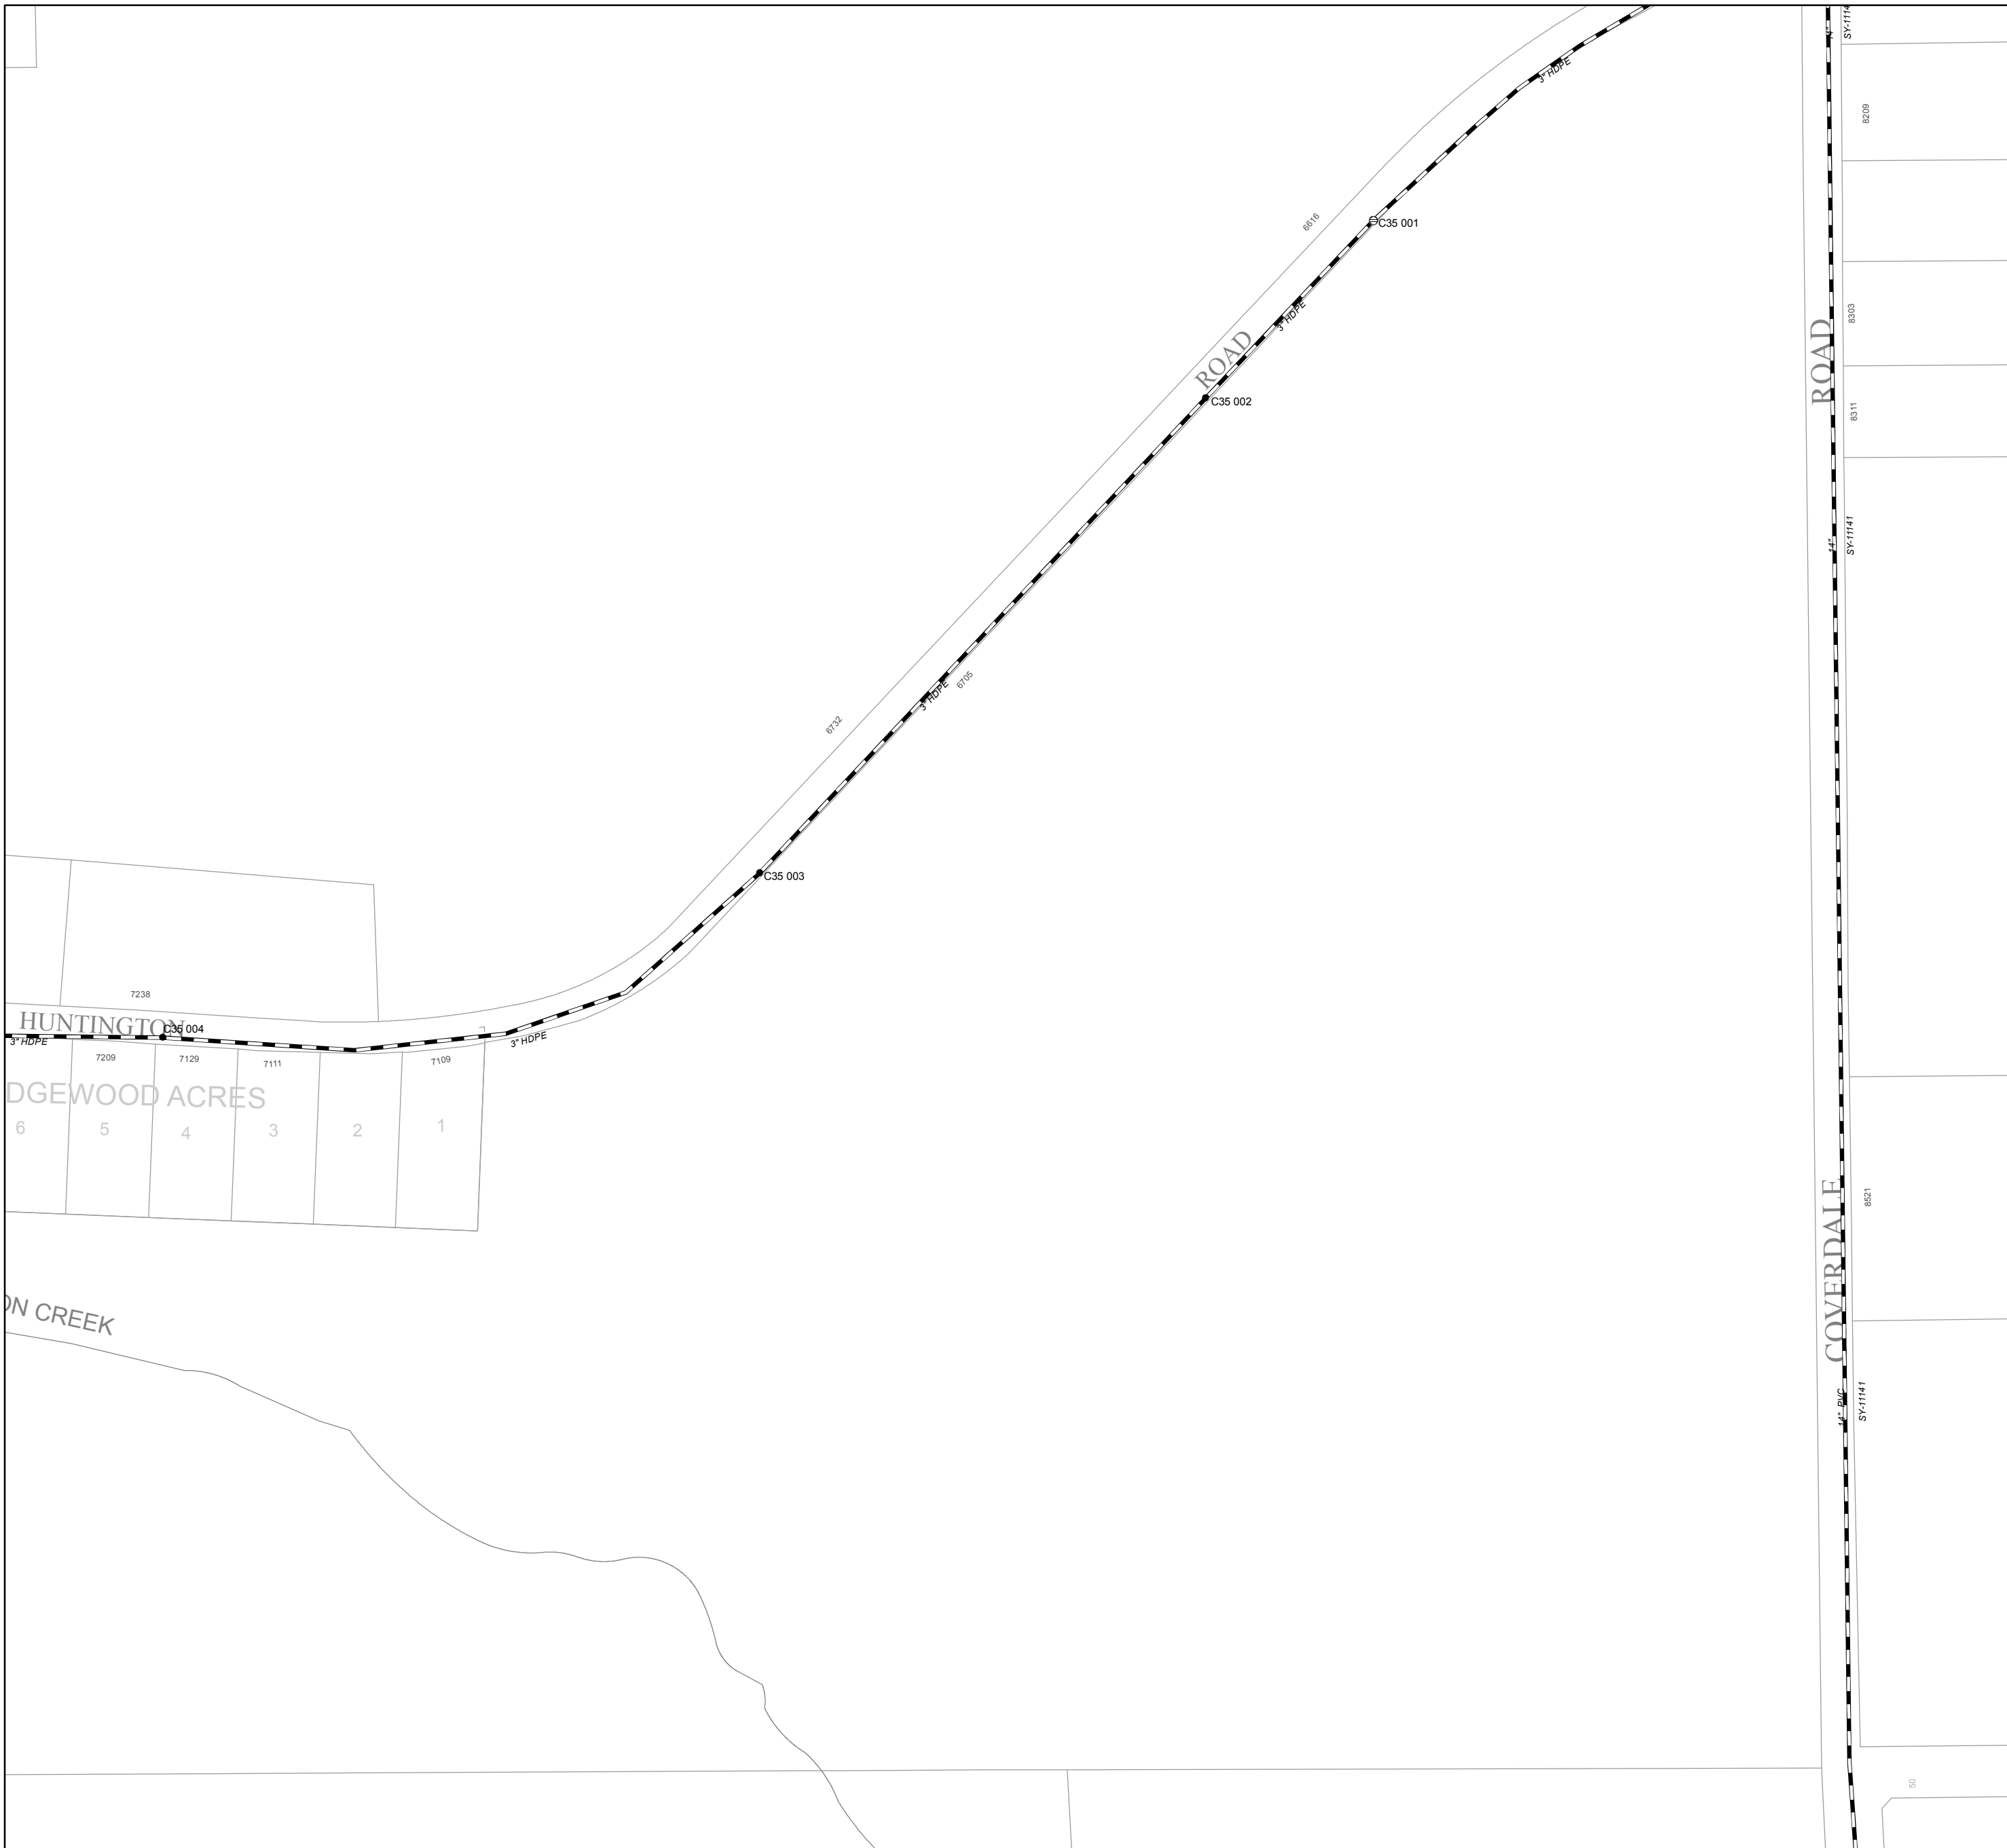 14"
SY-1114
3" HDPE
8209
6616
C35 001
3" HDPE
8303
ROAD
ROAD
C35 002
8311
14"
SY-11141
3" HDPE
6705
6732
C35 003
7238
HUNTINGTON
C35 004
3" HDPE
3" HDPE
7209
7129
7111
7109
DGEWOOD ACRES
6
5
4
3
2
1
8521
COVERDALE
ON CREEK
14" PVC
SY-11141
50